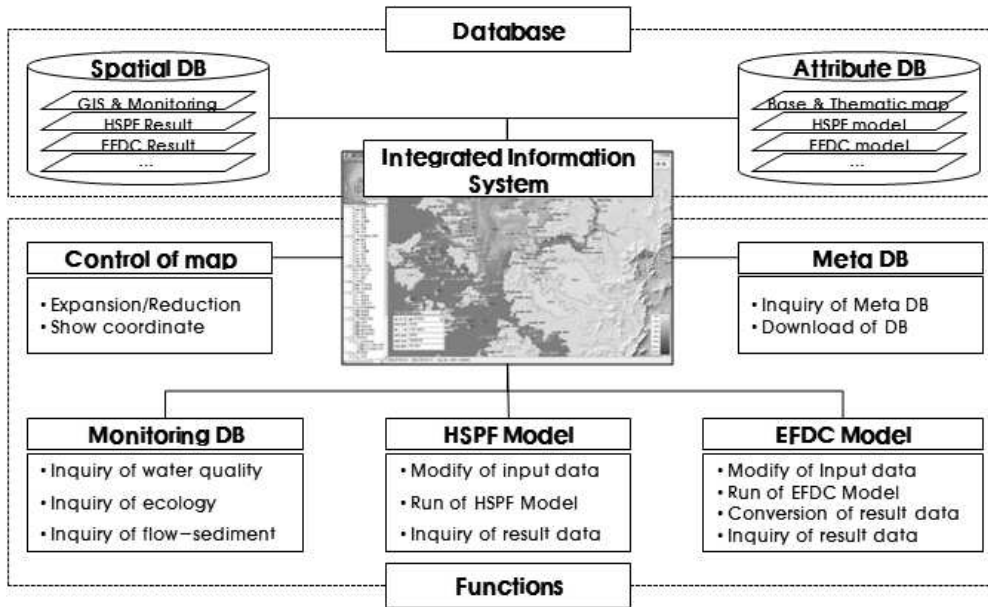 Database
Spatial DB
GIS & Monitoring
HSPF Result
EFDC Result
...
Attribute DB
Base & Thematic map
HSPF model
EFDC model
...
Integrated Information
System
Control of map
• Expansion/Reduction
• Show coordinate
Meta DB
• Inquiry of Meta DB
• Download of DB
Monitoring DB
• Inquiry of water quality
• Inquiry of ecology
• Inquiry of flow-sediment
HSPF Model
• Modify of input data
• Run of HSPF Model
• Inquiry of result data
EFDC Model
• Modify of Input data
• Run of EFDC Model
• Conversion of result data
• Inquiry of result data
Functions